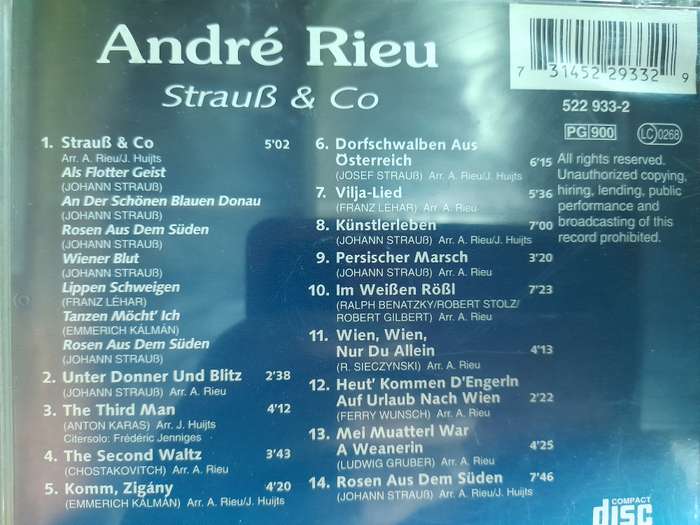 André Rieu
Strauß & Co
7 31452 29332 9
522 933-2
PG 900
LC 0268
All rights reserved.
Unauthorized copying,
hiring, lending, public
performance and
broadcasting of this
record prohibited.
1. Strauß & Co 5'02
Arr. A. Rieu/J. Huijts
Als Flotter Geist
(JOHANN STRAUß)
An Der Schönen Blauen Donau
(JOHANN STRAUß)
Rosen Aus Dem Süden
(JOHANN STRAUß)
Wiener Blut
(JOHANN STRAUß)
Lippen Schweigen
(FRANZ LÉHAR)
Tanzen Möcht' Ich
(EMMERICH KÁLMÁN)
Rosen Aus Dem Süden
(JOHANN STRAUß)
2. Unter Donner Und Blitz 2'38
(JOHANN STRAUß) Arr. A. Rieu
3. The Third Man 4'12
(ANTON KARAS) Arr. J. Huijts
Citersolo: Frédéric Jenniges
4. The Second Waltz 3'43
(CHOSTAKOVITCH) Arr. A. Rieu
5. Komm, Zigány 4'20
(EMMERICH KÁLMÁN) Arr. A. Rieu/J. Huijts
6. Dorfschwalben Aus
Österreich 6'15
(JOSEF STRAUß) Arr. A. Rieu/J. Huijts
7. Vilja-Lied 5'36
(FRANZ LÉHAR) Arr. A. Rieu
8. Künstlerleben 7'00
(JOHANN STRAUß) Arr. A. Rieu/J. Huijts
9. Persischer Marsch 3'20
(JOHANN STRAUß) Arr. A. Rieu
10. Im Weißen Rößl 7'23
(RALPH BENATZKY/ROBERT STOLZ/
ROBERT GILBERT) Arr. A. Rieu
11. Wien, Wien,
Nur Du Allein 4'13
(R. SIECZYNSKI) Arr. A. Rieu
12. Heut' Kommen D'Engerln
Auf Urlaub Nach Wien 2'22
(FERRY WUNSCH) Arr. A. Rieu
13. Mei Muatterl War
A Weanerin 4'25
(LUDWIG GRUBER) Arr. A. Rieu
14. Rosen Aus Dem Süden 7'46
(JOHANN STRAUß) Arr. A. Rieu/J. Huijts
COMPACT
disc